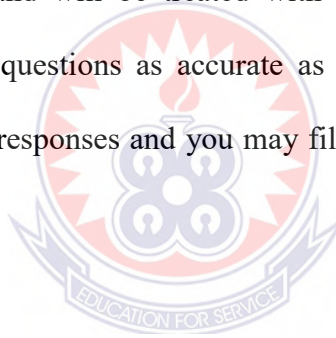 and will be treated with
questions as accurate as
responses and you may fil
EDUCATION FOR SERVICE